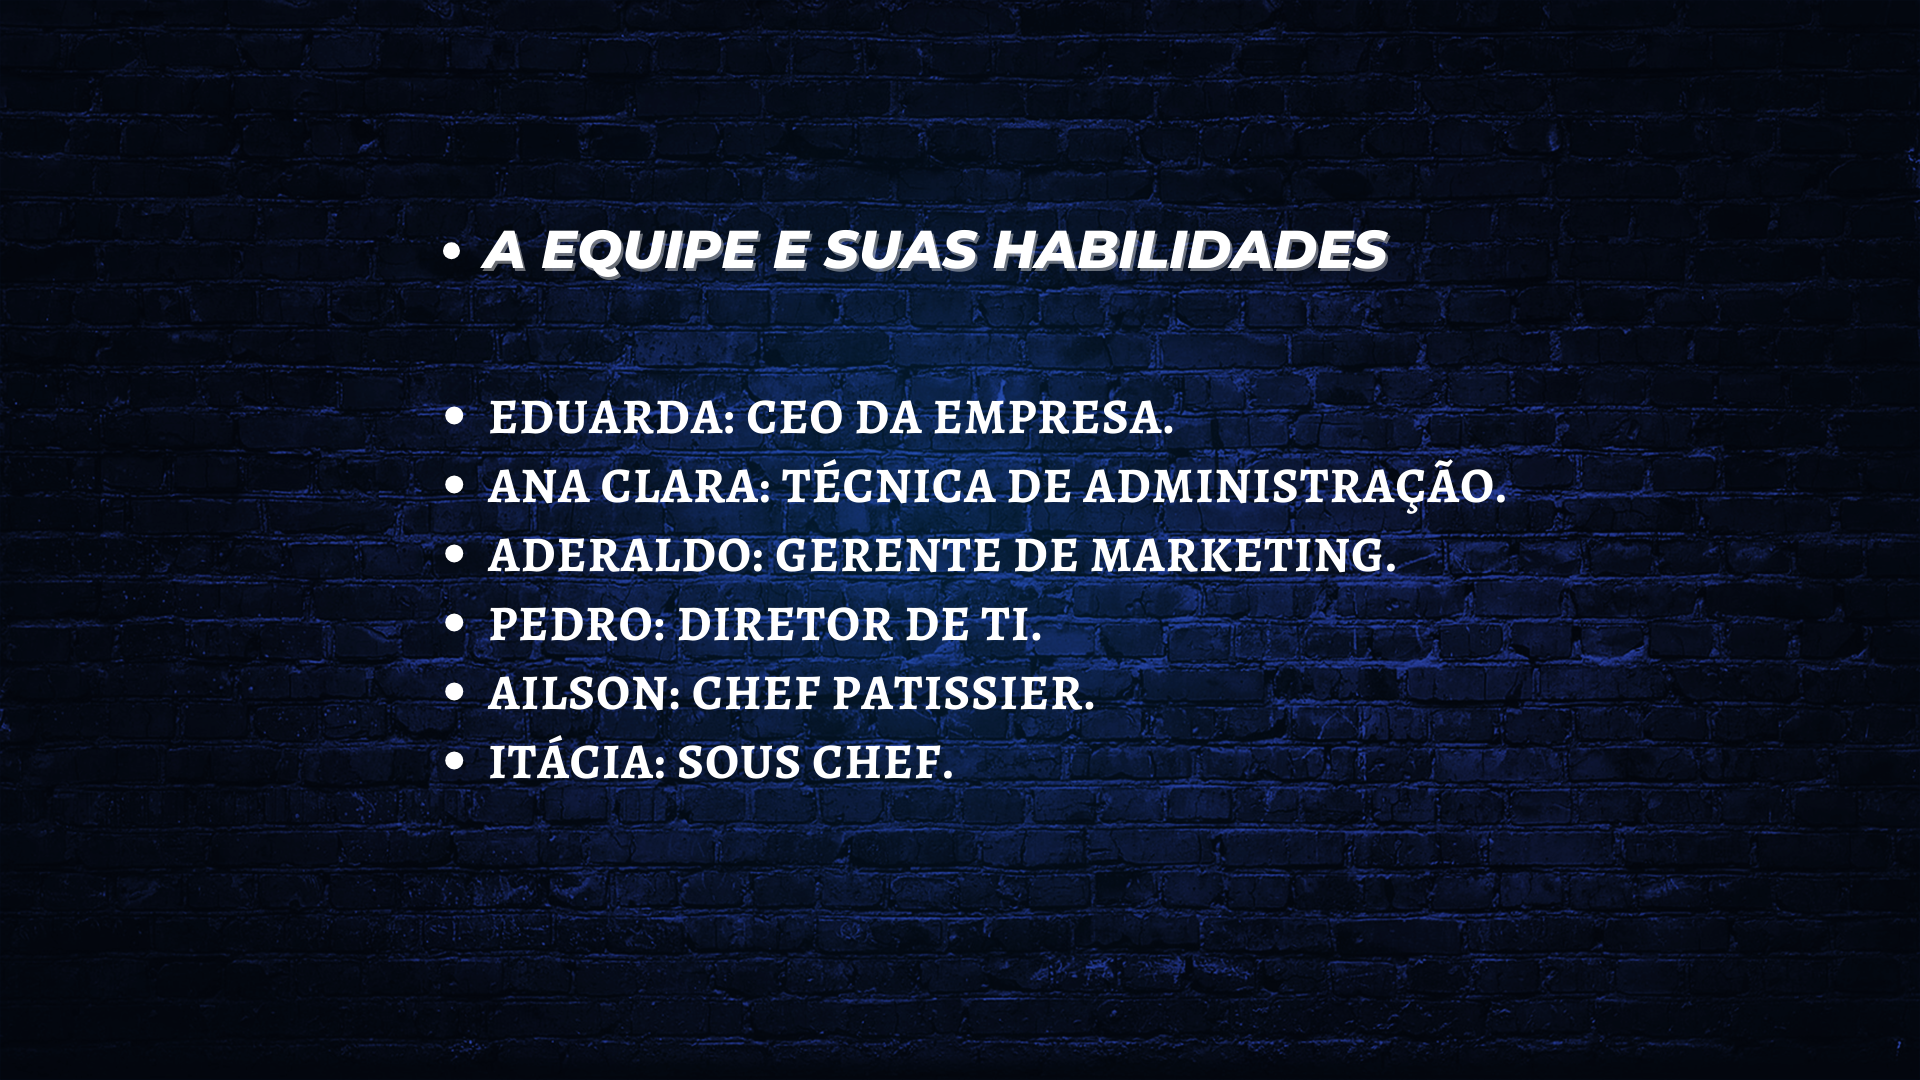 • A EQUIPE E SUAS HABILIDADES
• EDUARDA: CEO DA EMPRESA.
• ANA CLARA: TÉCNICA DE ADMINISTRAÇÃO.
• ADERALDO: GERENTE DE MARKETING.
• PEDRO: DIRETOR DE TI.
• AILSON: CHEF PATISSIER.
• ITÁCIA: SOUS CHEF.